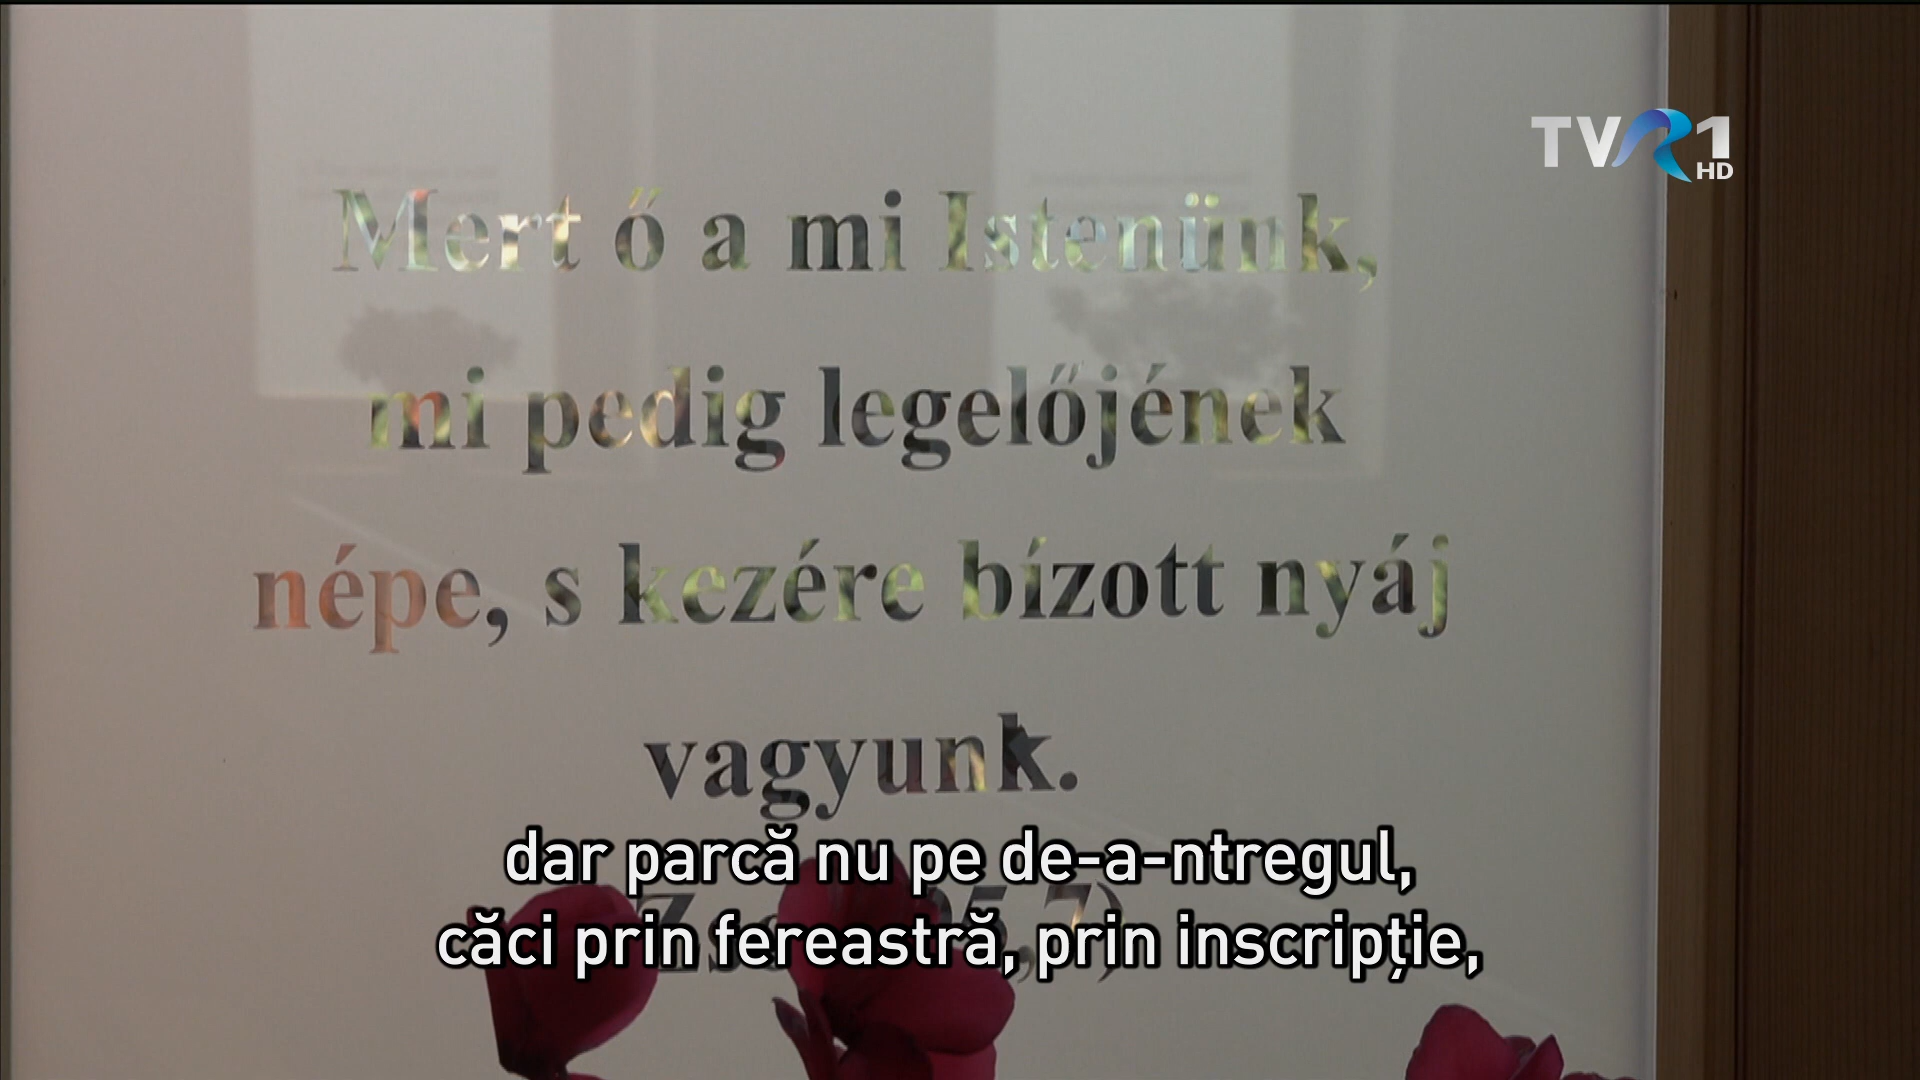 TVR1
HD
Mert ő a mi Istenünk,
mi pedig legelőjének
népe, s kezére bízott nyáj
vagyunk.
dar parcă nu pe de-a-ntregul,
căci prin fereastră, prin inscripție,